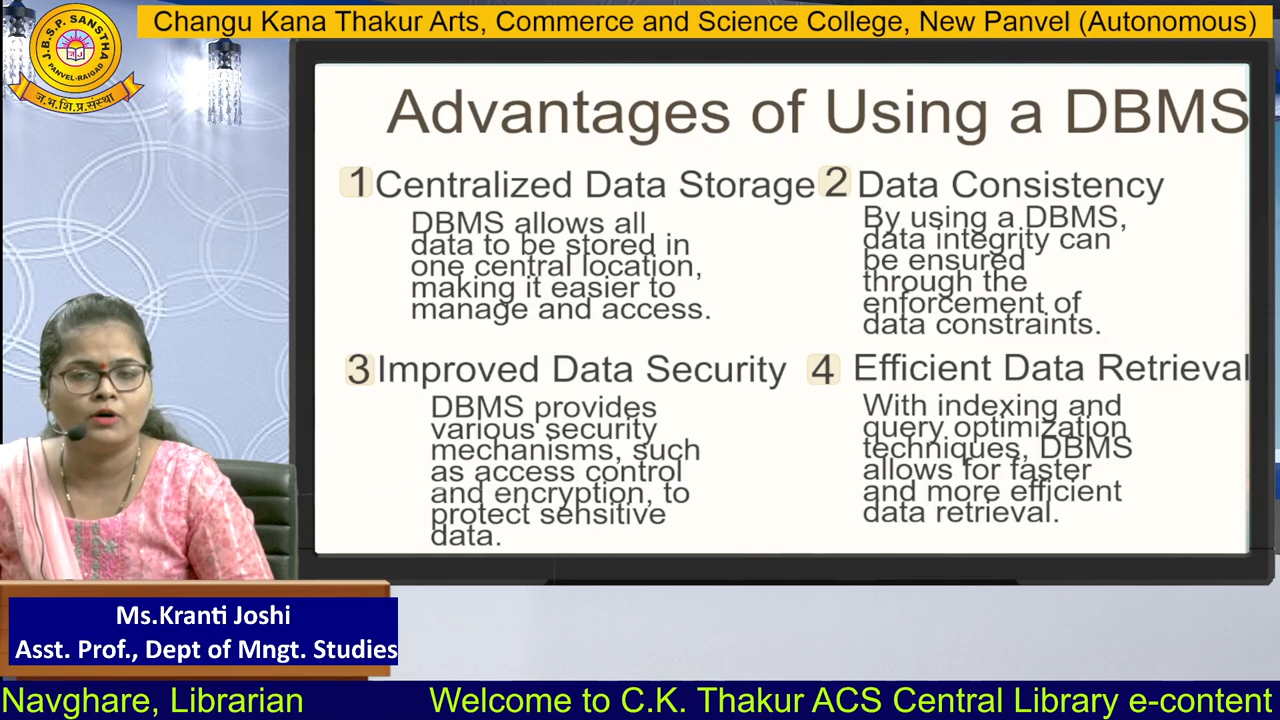 Changu Kana Thakur Arts, Commerce and Science College, New Panvel (Autonomous)
J.B.S.P. SANSTHA
PANVEL-RAIGAD
ज.भ.शि.प्र.संस्था
Advantages of Using a DBMS
1 Centralized Data Storage
DBMS allows all
data to be stored in
one central location,
making it easier to
manage and access.
2 Data Consistency
By using a DBMS,
data integrity can
be ensured
through the
enforcement of
data constraints.
3 Improved Data Security
DBMS provides
various security
mechanisms, such
as access control
and encryption, to
protect sensitive
data.
4 Efficient Data Retrieval
With indexing and
query optimization
techniques, DBMS
allows for faster
and more efficient
data retrieval.
Ms.Kranti Joshi
Asst. Prof., Dept of Mngt. Studies
Navghare, Librarian Welcome to C.K. Thakur ACS Central Library e-content